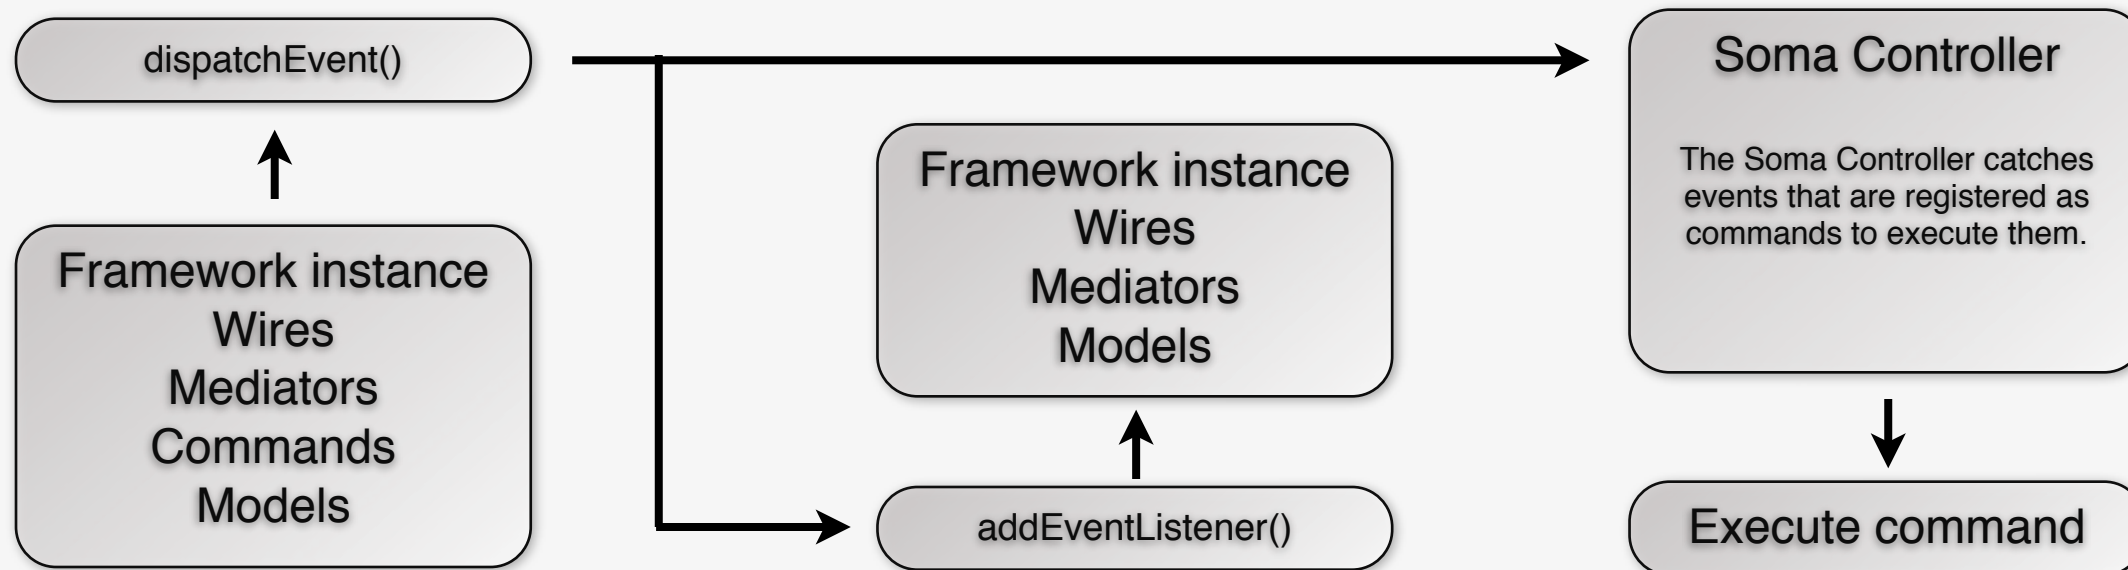 dispatchEvent()
Framework instance
Wires
Mediators
Commands
Models
Framework instance
Wires
Mediators
Models
addEventListener()
Soma Controller
The Soma Controller catches
events that are registered as
commands to execute them.
Execute command